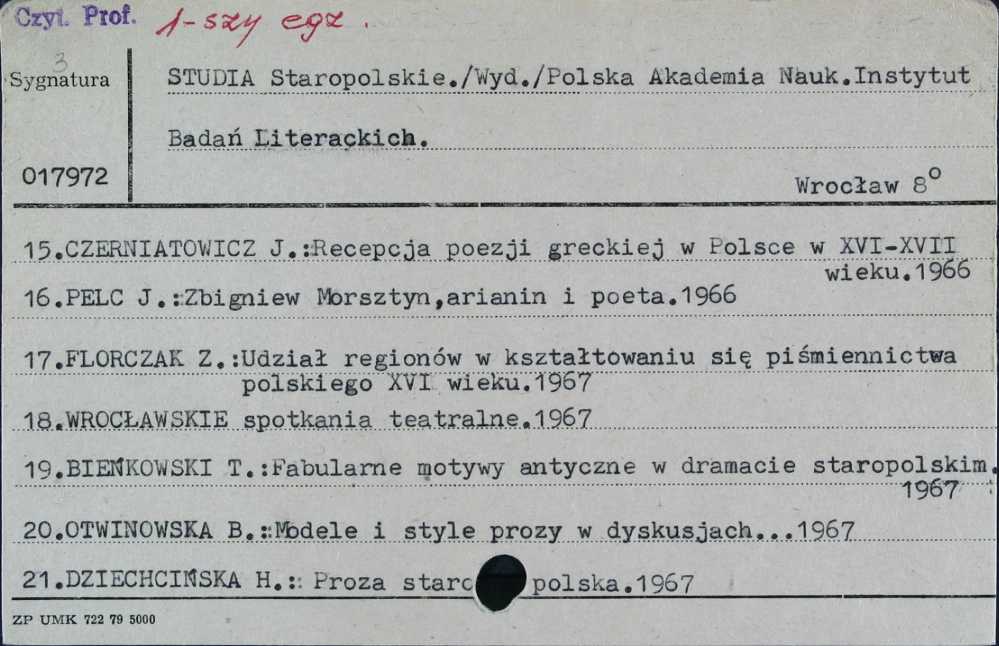 Czyt. Prof. 1-szy egz.
3
Sygnatura
STUDIA Staropolskie./Wyd./Polska Akademia Nauk.Instytut
Badań Literackich.
017972
Wrocław 8°
15.CZERNIATOWICZ J.:Recepcja poezji greckiej w Polsce w XVI-XVII
wieku.1966
16.PELC J.:Zbigniew Morsztyn,arianin i poeta.1966
17.FLORCZAK Z.:Udział regionów w kształtowaniu się piśmiennictwa
polskiego XVI wieku.1967
18.WROCŁAWSKIE spotkania teatralne.1967
19.BIEŃKOWSKI T.:Fabularne motywy antyczne w dramacie staropolskim.
1967
20.OTWINOWSKA B.:Modele i style prozy w dyskusjach...1967
21.DZIECHCIŃSKA H.: Proza staro polska.1967
ZP UMK 722 79 5000